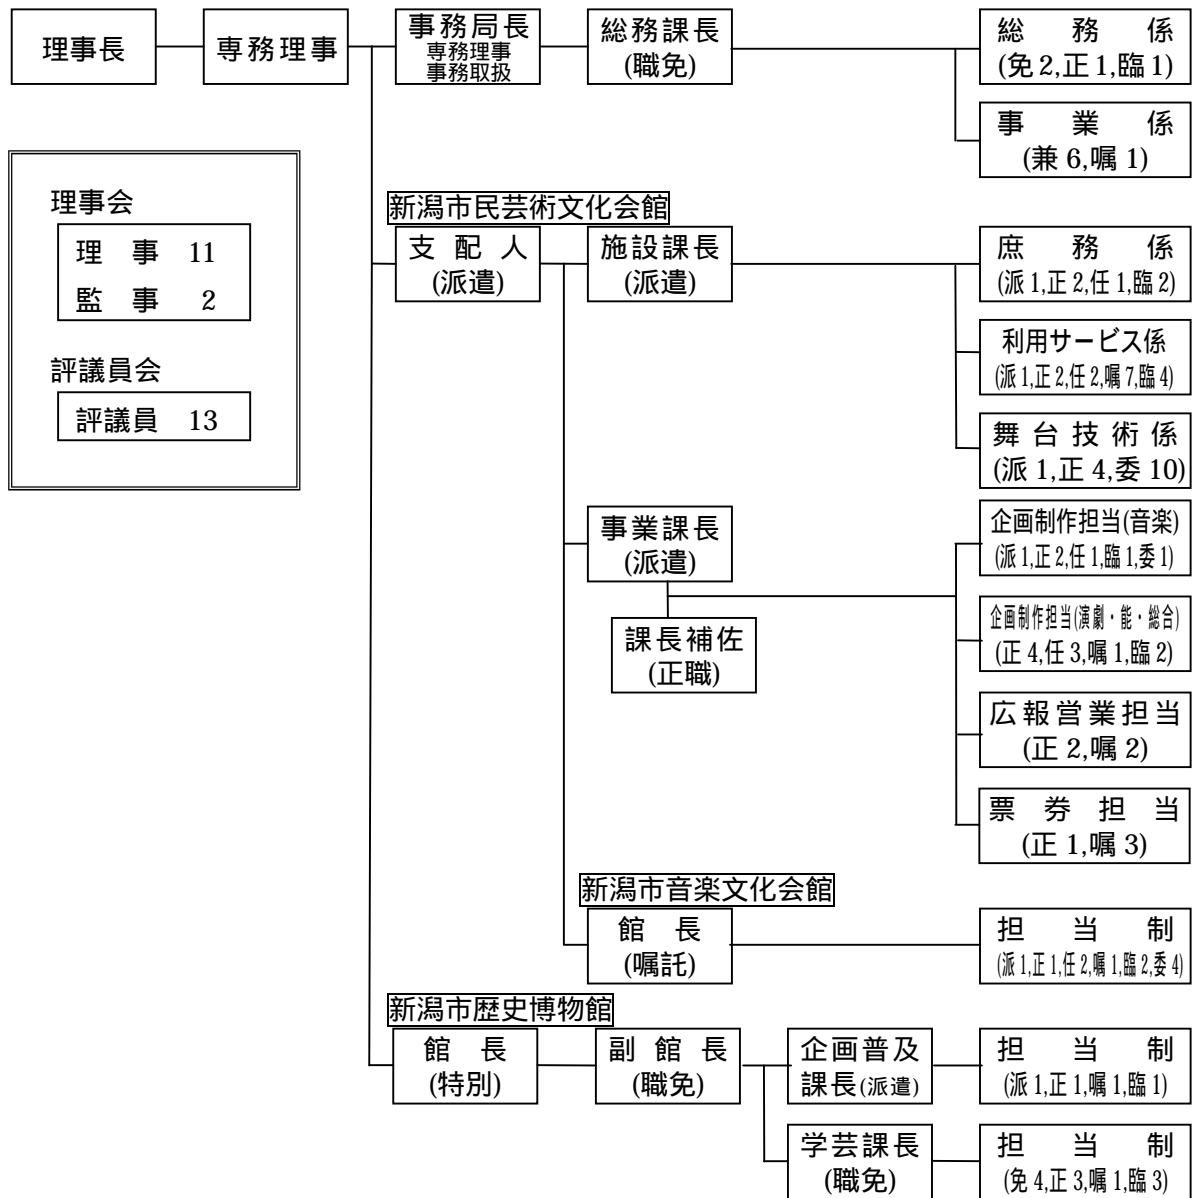 理事長
専務理事
事務局長
専務理事
事務取扱
総務課長
(職免)
総務係
(免2,正1,臨1)
事業係
(兼6,嘱1)
理事会
理事 11
監事 2
評議員会
評議員 13
新潟市民芸術文化会館
支配人
(派遣)
施設課長
(派遣)
庶務係
(派1,正2,任1,臨2)
利用サービス係
(派1,正2,任2,嘱7,臨4)
舞台技術係
(派1,正4,委10)
事業課長
(派遣)
課長補佐
(正職)
企画制作担当(音楽)
(派1,正2,任1,臨1,委1)
企画制作担当(演劇・能・総合)
(正4,任3,嘱1,臨2)
広報営業担当
(正2,嘱2)
票券担当
(正1,嘱3)
新潟市音楽文化会館
館長
(嘱託)
担当制
(派1,正1,任2,嘱1,臨2,委4)
新潟市歴史博物館
館長
(特別)
副館長
(職免)
企画普及
課長(派遣)
担当制
(派1,正1,嘱1,臨1)
学芸課長
(職免)
担当制
(免4,正3,嘱1,臨3)